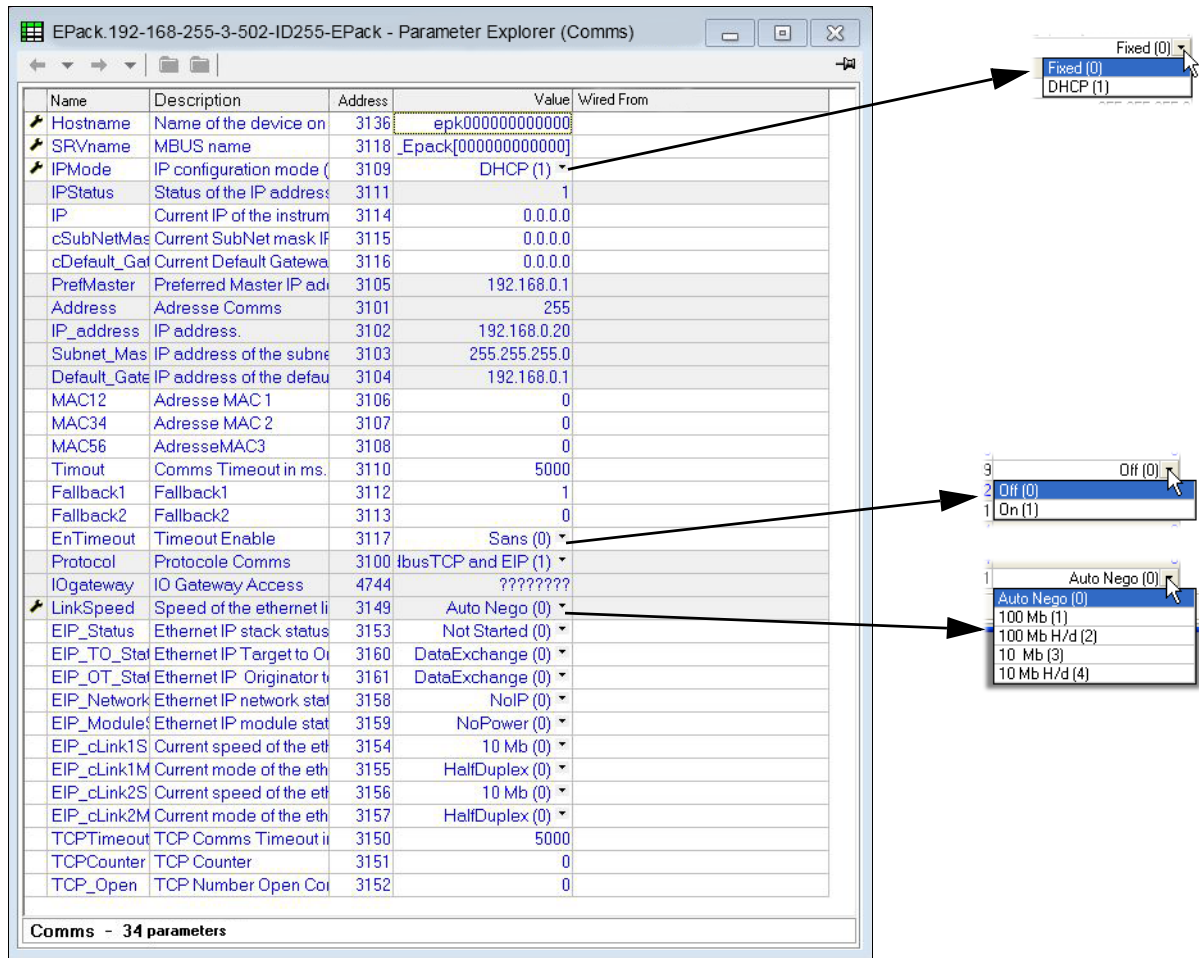 EPack.192-168-255-3-502-ID255-EPack - Parameter Explorer (Comms)
Name Description Address Value Wired From
Hostname Name of the device on 3136 epk000000000000
SRVname MBUS name 3118 _Epack[000000000000]
IPMode IP configuration mode ( 3109 DHCP (1)
IPStatus Status of the IP address 3111 1
IP Current IP of the instrum 3114 0.0.0.0
cSubNetMas Current SubNet mask IP 3115 0.0.0.0
cDefault_Gat Current Default Gatewa 3116 0.0.0.0
PrefMaster Preferred Master IP add 3105 192.168.0.1
Address Adresse Comms 3101 255
IP_address IP address. 3102 192.168.0.20
Subnet_Mas IP address of the subne 3103 255.255.255.0
Default_Gate IP address of the defau 3104 192.168.0.1
MAC12 Adresse MAC 1 3106 0
MAC34 Adresse MAC 2 3107 0
MAC56 AdresseMAC3 3108 0
Timout Comms Timeout in ms. 3110 5000
Fallback1 Fallback1 3112 1
Fallback2 Fallback2 3113 0
EnTimeout Timeout Enable 3117 Sans (0)
Protocol Protocole Comms 3100 dbusTCP and EIP (1)
IOgateway IO Gateway Access 4744 ????????
LinkSpeed Speed of the ethernet li 3149 Auto Nego (0)
EIP_Status Ethernet IP stack status 3153 Not Started (0)
EIP_TO_Stat Ethernet IP Target to Or 3160 DataExchange (0)
EIP_OT_Stat Ethernet IP Originator t 3161 DataExchange (0)
EIP_Network Ethernet IP network stat 3158 NoIP (0)
EIP_ModuleS Ethernet IP module stat 3159 NoPower (0)
EIP_cLink1S Current speed of the eth 3154 10 Mb (0)
EIP_cLink1M Current mode of the eth 3155 HalfDuplex (0)
EIP_cLink2S Current speed of the eth 3156 10 Mb (0)
EIP_cLink2M Current mode of the eth 3157 HalfDuplex (0)
TCPTimeout TCP Comms Timeout i 3150 5000
TCPCounter TCP Counter 3151 0
TCP_Open TCP Number Open Co 3152 0
Comms - 34 parameters
Fixed (0)
Fixed (0)
DHCP (1)
9 Off (0)
2 Off (0)
1 On (1)
1 Auto Nego (0)
Auto Nego (0)
100 Mb (1)
100 Mb H/d (2)
10 Mb (3)
10 Mb H/d (4)